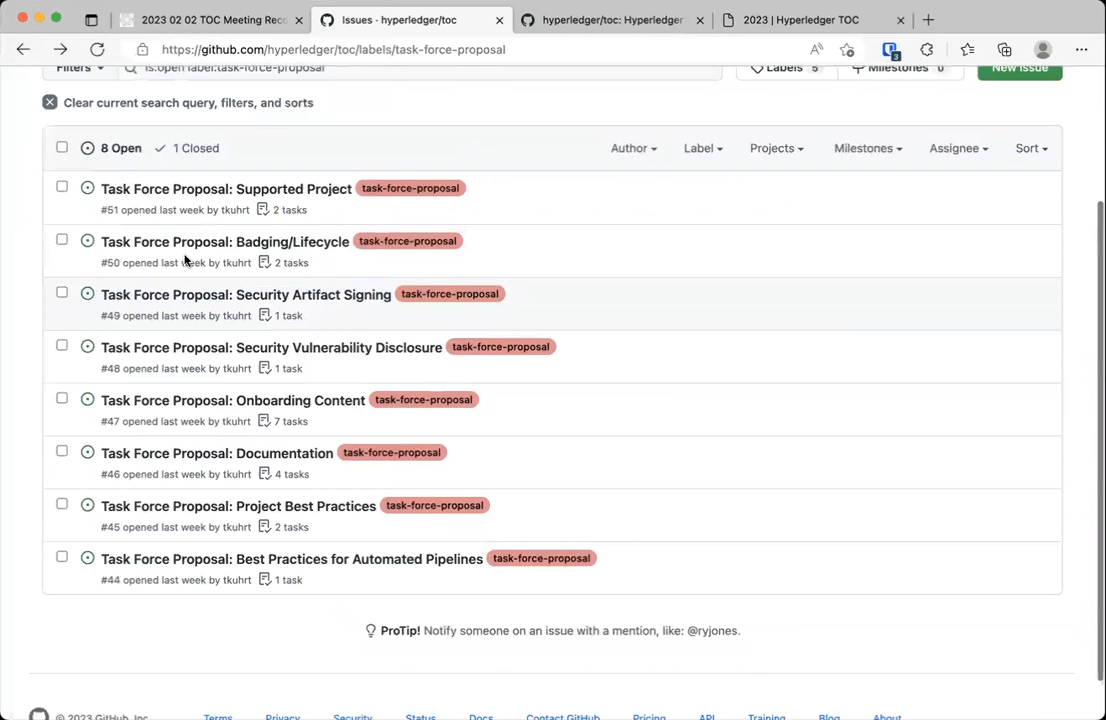 2023 02 02 TOC Meeting Rec
Issues · hyperledger/toc
hyperledger/toc: Hyperledger
2023 | Hyperledger TOC
https://github.com/hyperledger/toc/labels/task-force-proposal
Filters
is:open label:task-force-proposal
Labels 5
Milestones 0
New issue
Clear current search query, filters, and sorts
8 Open
1 Closed
Author
Label
Projects
Milestones
Assignee
Sort
Task Force Proposal: Supported Project task-force-proposal
#51 opened last week by tkuhrt 2 tasks
Task Force Proposal: Badging/Lifecycle task-force-proposal
#50 opened last week by tkuhrt 2 tasks
Task Force Proposal: Security Artifact Signing task-force-proposal
#49 opened last week by tkuhrt 1 task
Task Force Proposal: Security Vulnerability Disclosure task-force-proposal
#48 opened last week by tkuhrt 1 task
Task Force Proposal: Onboarding Content task-force-proposal
#47 opened last week by tkuhrt 7 tasks
Task Force Proposal: Documentation task-force-proposal
#46 opened last week by tkuhrt 4 tasks
Task Force Proposal: Project Best Practices task-force-proposal
#45 opened last week by tkuhrt 2 tasks
Task Force Proposal: Best Practices for Automated Pipelines task-force-proposal
#44 opened last week by tkuhrt 1 task
ProTip! Notify someone on an issue with a mention, like: @ryjones.
© 2023 GitHub, Inc.
Terms
Privacy
Security
Status
Docs
Contact GitHub
Pricing
API
Training
Blog
About